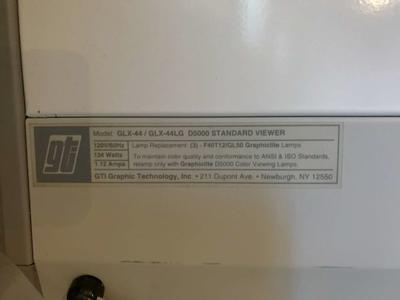 gti
Model: GLX-44 / GLX-44LG D5000 STANDARD VIEWER
120V/60Hz Lamp Replacement: (3) - F40T12/GL50 Graphiclite Lamps
134 Watts To maintain color quality and conformance to ANSI & ISO Standards,
1.12 Amps relamp only with Graphiclite D5000 Color Viewing Lamps.
GTI Graphic Technology, Inc. • 211 Dupont Ave. • Newburgh, NY 12550